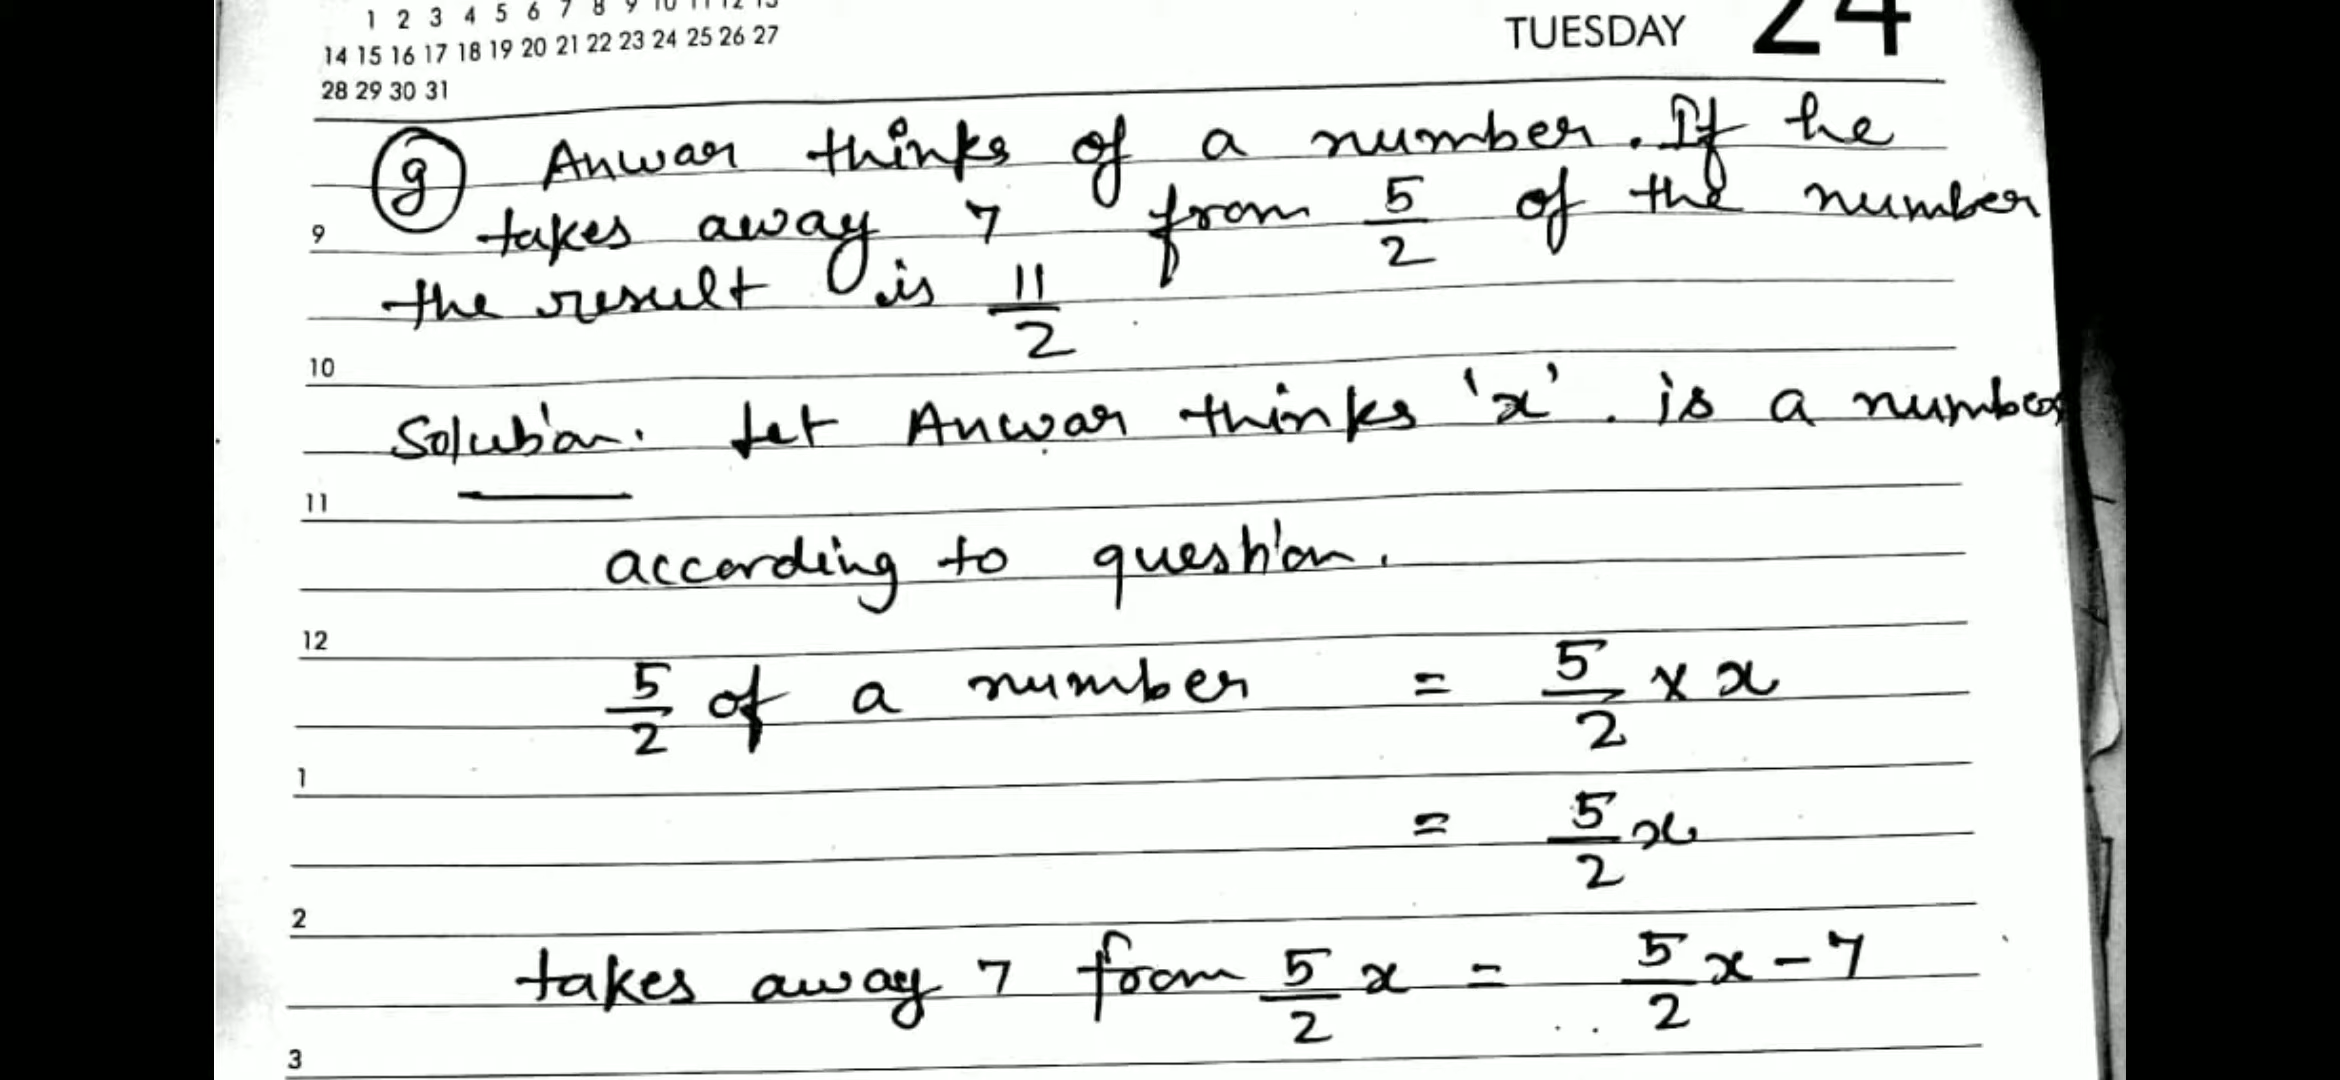 1 2 3 4 5 6 7 8 9 10 11 12 13
14 15 16 17 18 19 20 21 22 23 24 25 26 27
28 29 30 31
TUESDAY 24
(g) Anwar thinks of a number. If he
9 takes away 7 from 5/2 of the number
the result is 11/2
10
Solution. Let Anwar thinks 'x'. is a number
11
according to question.
12
5/2 of a number = 5/2 × x
1
= 5/2 x
2
takes away 7 from 5/2 x = 5/2 x - 7
3